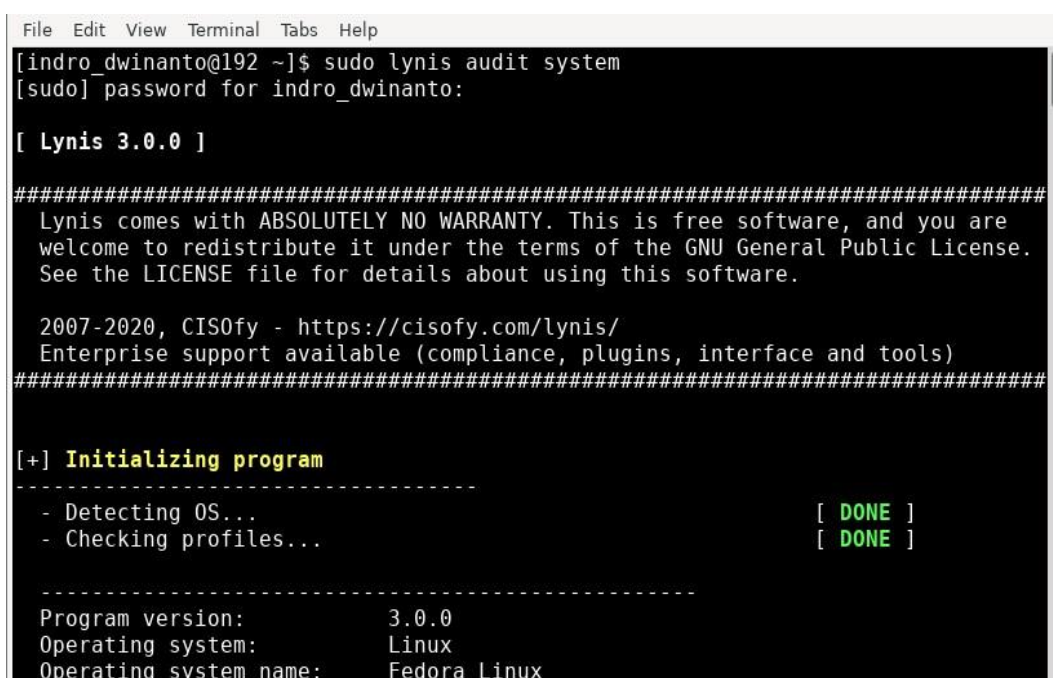 File Edit View Terminal Tabs Help
[indro_dwinanto@192 ~]$ sudo lynis audit system
[sudo] password for indro_dwinanto:
[ Lynis 3.0.0 ]
################################################################################
Lynis comes with ABSOLUTELY NO WARRANTY. This is free software, and you are
welcome to redistribute it under the terms of the GNU General Public License.
See the LICENSE file for details about using this software.
2007-2020, CISOfy - https://cisofy.com/lynis/
Enterprise support available (compliance, plugins, interface and tools)
################################################################################
[+] Initializing program
------------------------------------
- Detecting OS... [ DONE ]
- Checking profiles... [ DONE ]
---------------------------------------------------
Program version: 3.0.0
Operating system: Linux
Operating system name: Fedora Linux